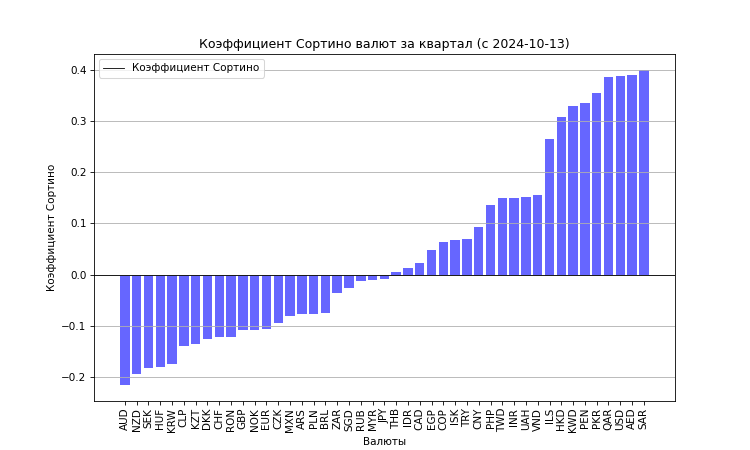 Коэффициент Сортино валют за квартал (с 2024-10-13)
Коэффициент Сортино
Коэффициент Сортино
0.4
0.3
0.2
0.1
0.0
−0.1
−0.2
AUD
NZD
SEK
HUF
KRW
CLP
KZT
DKK
CHF
RON
GBP
NOK
EUR
CZK
MXN
ARS
PLN
BRL
ZAR
SGD
RUB
MYR
JPY
THB
IDR
CAD
EGP
COP
ISK
TRY
CNY
PHP
TWD
INR
UAH
VND
ILS
HKD
KWD
PEN
PKR
QAR
USD
AED
SAR
Валюты